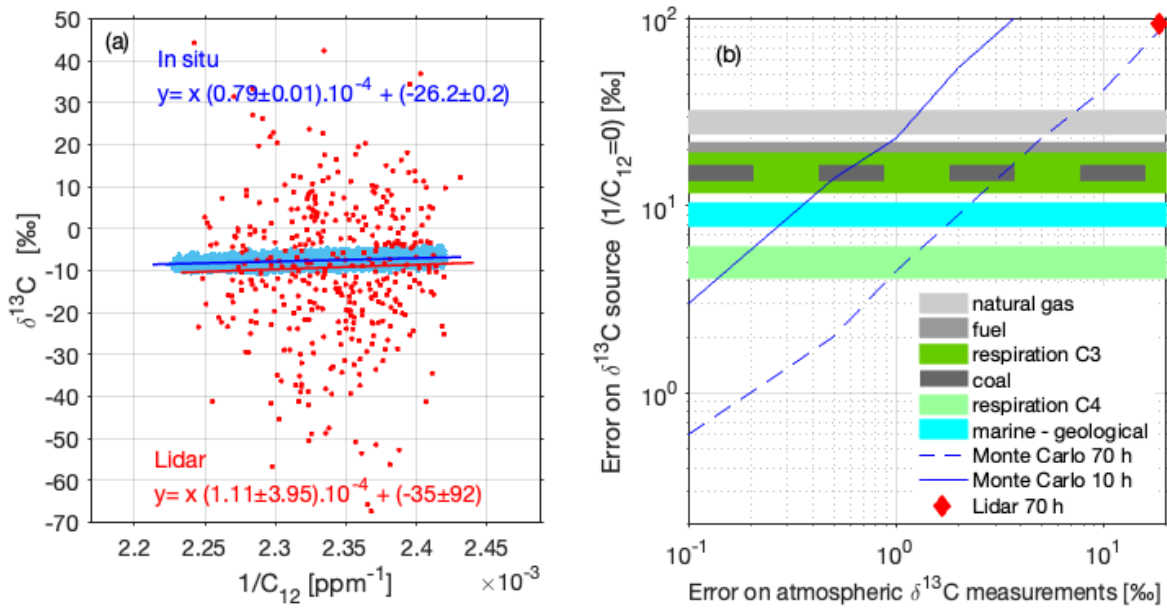 (a)
In situ
y= x (0.79±0.01).10⁻⁴ + (-26.2±0.2)
Lidar
y= x (1.11±3.95).10⁻⁴ + (-35±92)
50
40
30
20
10
0
-10
-20
-30
-40
-50
-60
-70
δ¹³C [‰]
2.2
2.25
2.3
2.35
2.4
2.45
×10⁻³
1/C₁₂ [ppm⁻¹]
(b)
10²
10¹
10⁰
Error on δ¹³C source (1/C₁₂=0) [‰]
natural gas
fuel
respiration C3
coal
respiration C4
marine - geological
Monte Carlo 70 h
Monte Carlo 10 h
Lidar 70 h
10⁻¹
10⁰
10¹
Error on atmospheric δ¹³C measurements [‰]